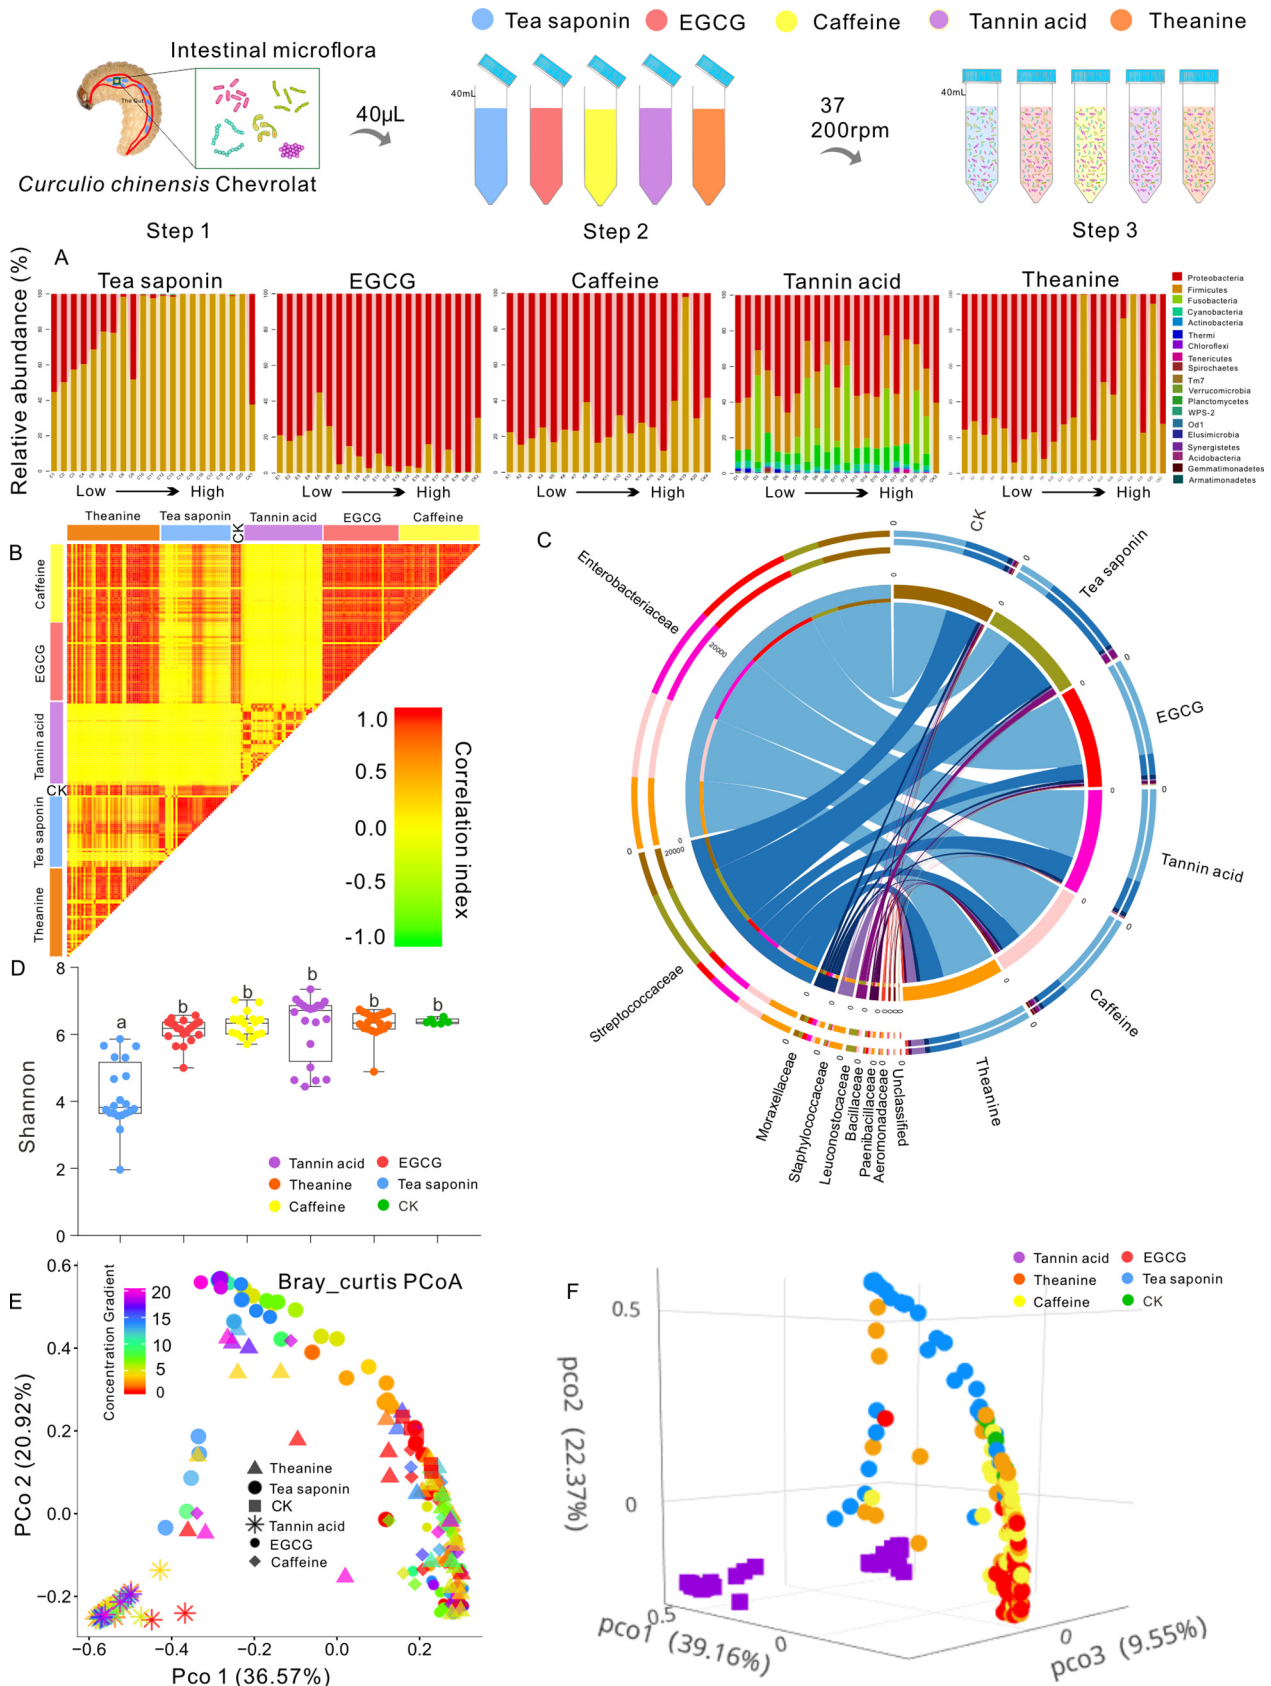 Tea saponin EGCG Caffeine Tannin acid Theanine
Intestinal microflora
The Gut
40μL
40mL
37
200rpm
40mL
Curculio chinensis Chevrolat
Step 1 Step 2 Step 3
A
Relative abundance (%)
Tea saponin EGCG Caffeine Tannin acid Theanine
Low High
Low High
Low High
Low High
Low High
Proteobacteria
Firmicutes
Fusobacteria
Cyanobacteria
Actinobacteria
Thermi
Chloroflexi
Tenericutes
Spirochaetes
Tm7
Verrucomicrobia
Planctomycetes
WPS-2
Od1
Elusimicrobia
Synergistetes
Acidobacteria
Gemmatimonadetes
Armatimonadetes
B
Theanine Tea saponin CK Tannin acid EGCG Caffeine
Caffeine
EGCG
Tannin acid
CK
Tea saponin
Theanine
1.0
0.5
0.0
-0.5
-1.0
Correlation index
C
CK
Tea saponin
EGCG
Tannin acid
Caffeine
Theanine
Unclassified
Aeromonadaceae
Paenibacillaceae
Bacillaceae
Leuconostocaceae
Staphylococcaceae
Moraxellaceae
Streptococcaceae
Enterobacteriaceae
20000
20000
D
Shannon
8
6
4
2
0
a b b b b b
Tannin acid EGCG
Theanine Tea saponin
Caffeine CK
E
Bray_curtis PCoA
Concentration Gradient
20
15
10
5
0
PCo 2 (20.92%)
0.6
0.4
0.2
0.0
−0.2
Theanine
Tea saponin
CK
Tannin acid
EGCG
Caffeine
−0.6 −0.4 −0.2 0.0 0.2
Pco 1 (36.57%)
F
Tannin acid EGCG
Theanine Tea saponin
Caffeine CK
0.5
0
pco2 (22.37%)
0.5
0
pco1 (39.16%)
0
pco3 (9.55%)